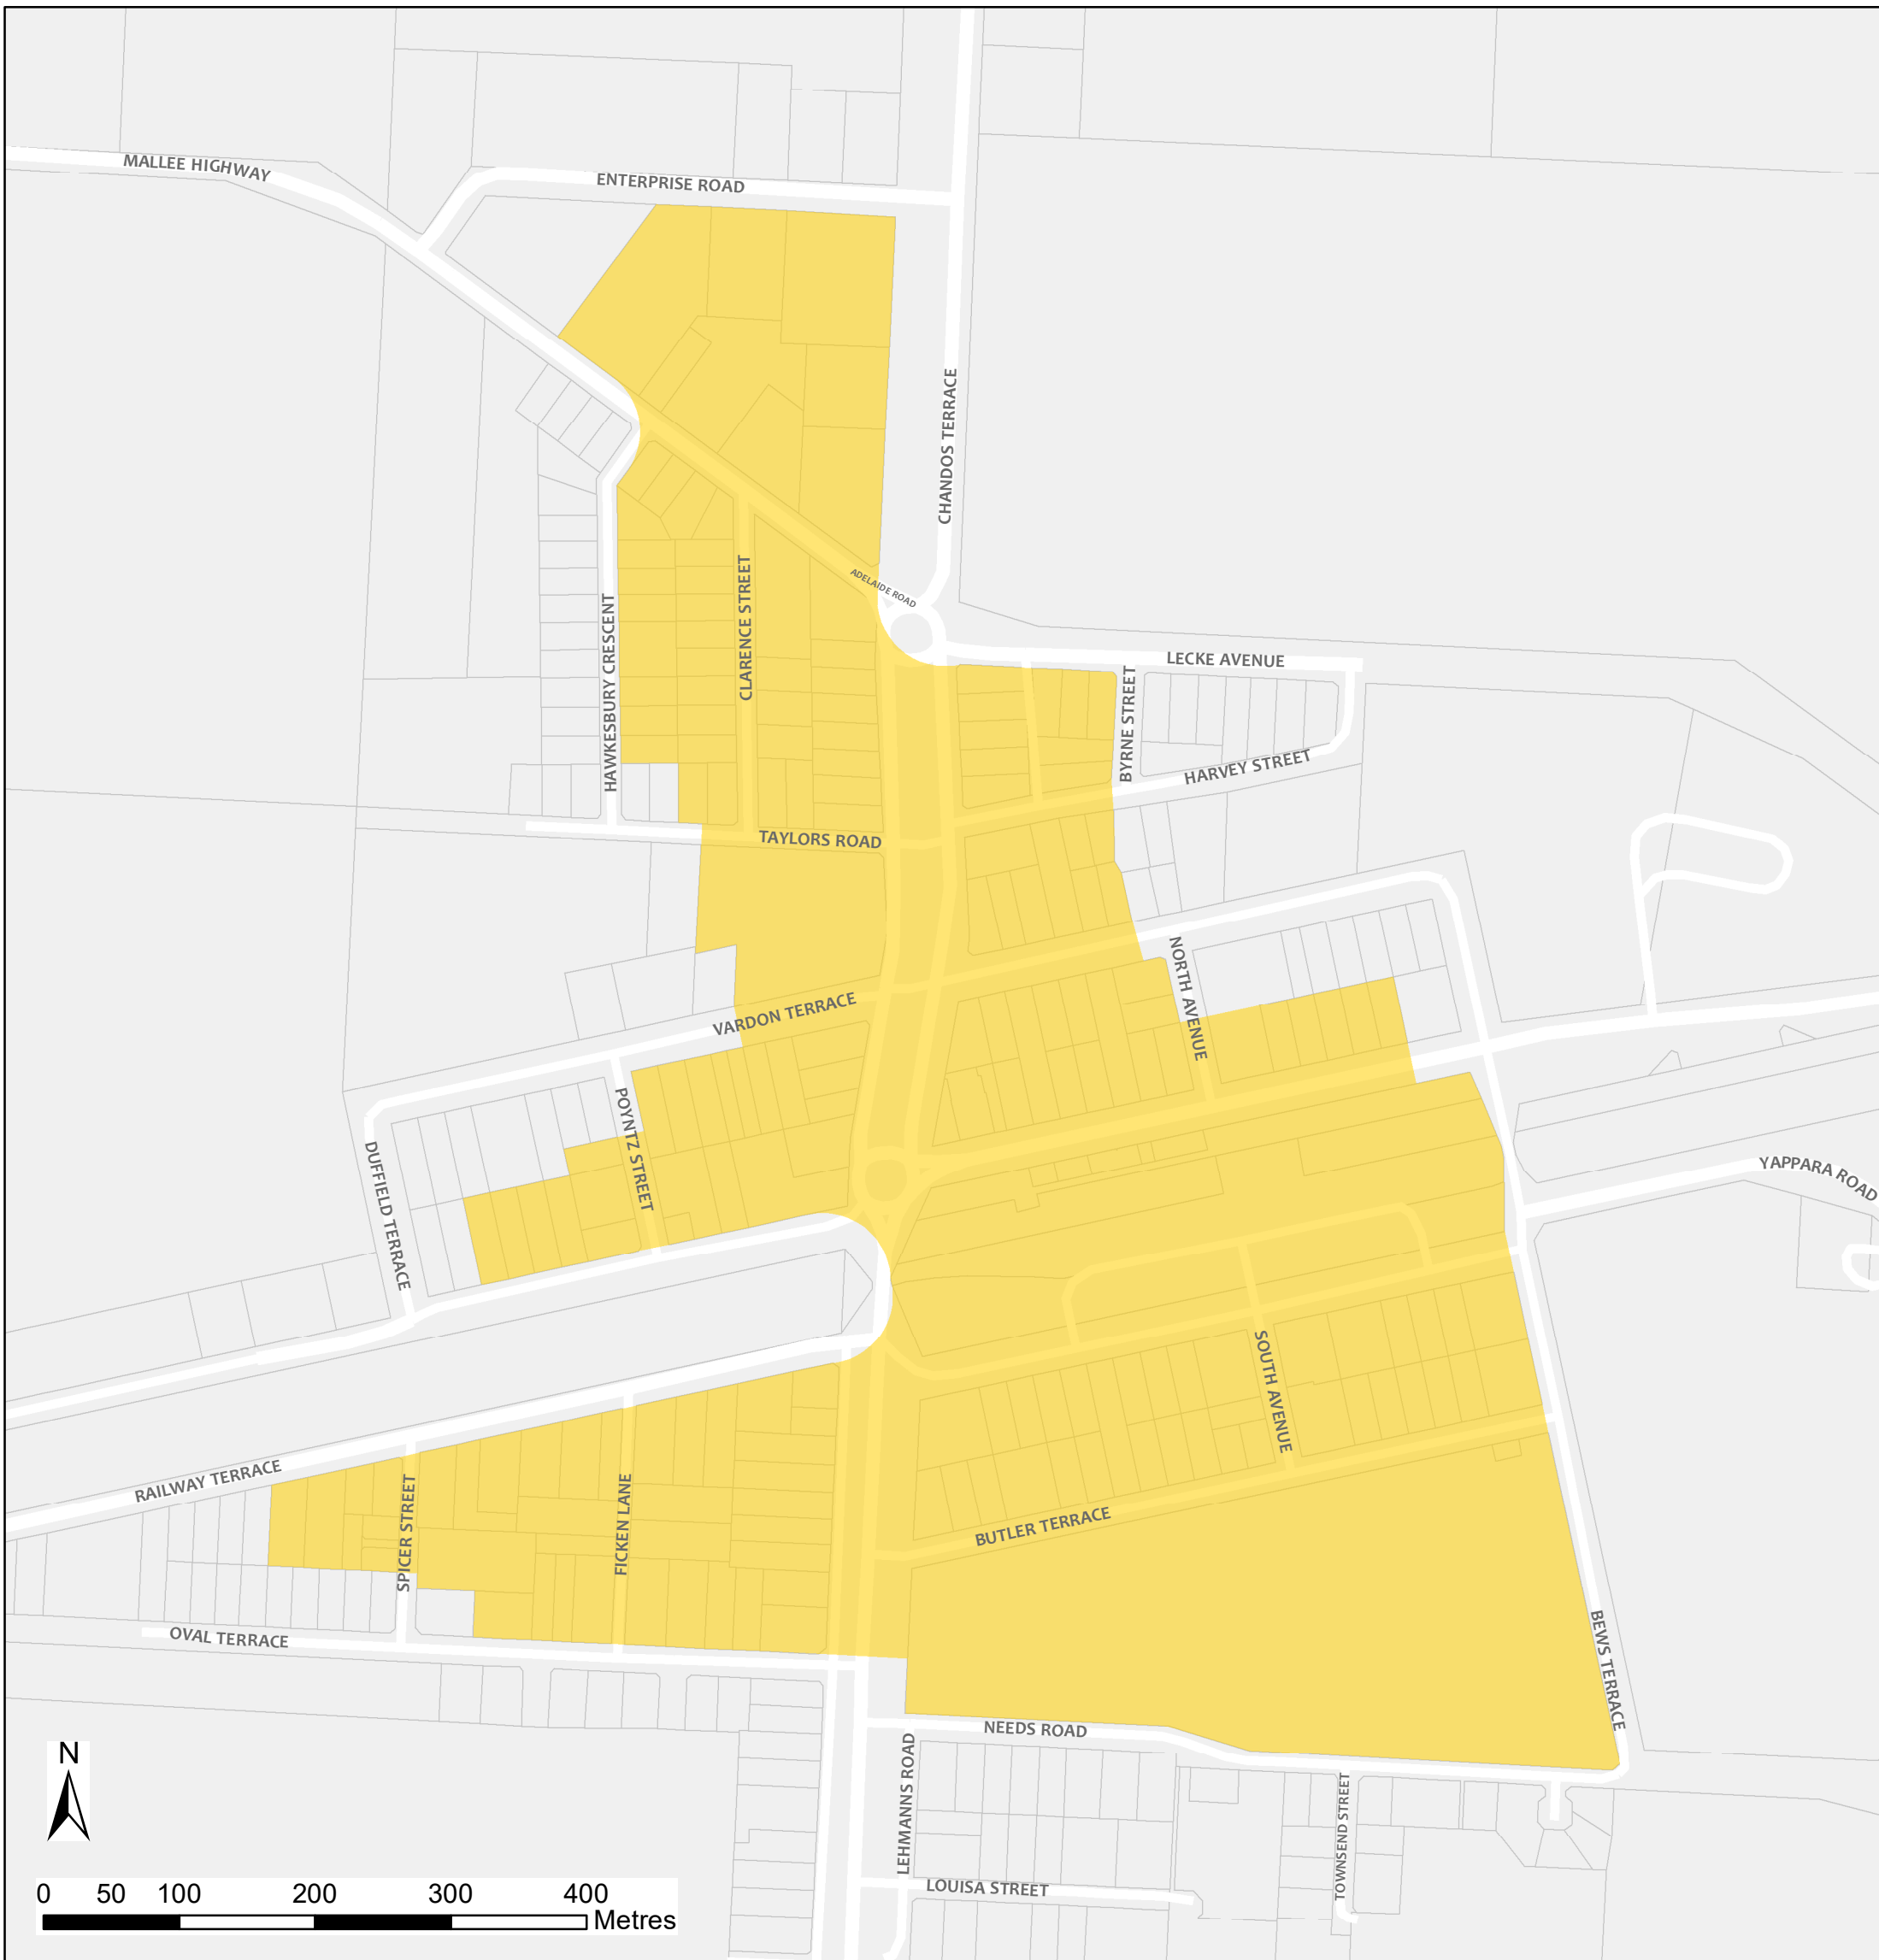 MALLEE HIGHWAY
ENTERPRISE ROAD
CHANDOS TERRACE
ADELAIDE ROAD
CLARENCE STREET
HAWKESBURY CRESCENT
LECKE AVENUE
BYRNE STREET
HARVEY STREET
TAYLORS ROAD
NORTH AVENUE
VARDON TERRACE
POYNTZ STREET
DUFFIELD TERRACE
YAPPARA ROAD
SOUTH AVENUE
RAILWAY TERRACE
SPICER STREET
FICKEN LANE
BUTLER TERRACE
OVAL TERRACE
BEWS TERRACE
NEEDS ROAD
LEHMANNS ROAD
TOWNSEND STREET
LOUISA STREET
N
0 50 100 200 300 400
Metres